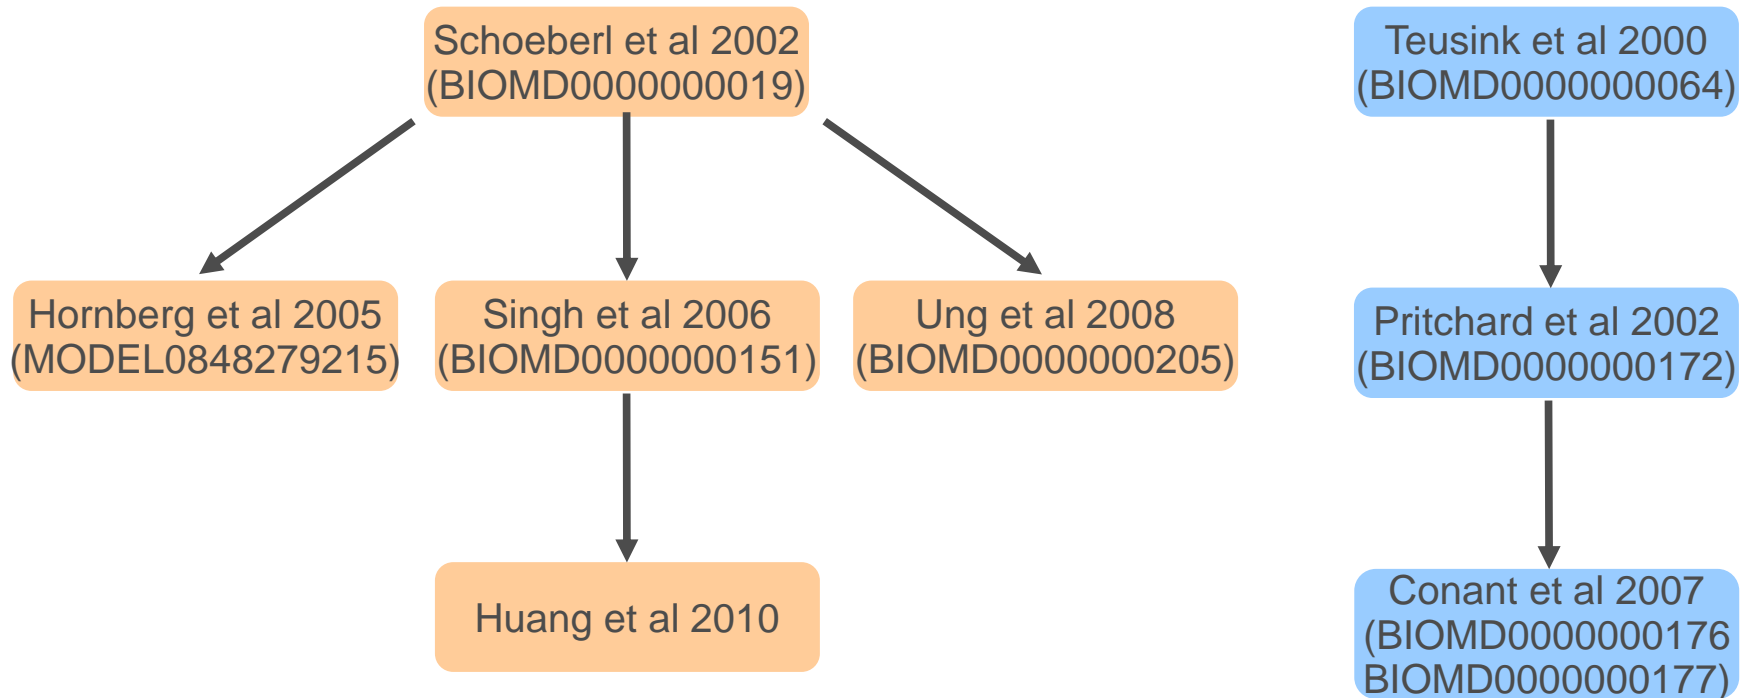 Schoeberl et al 2002
(BIOMD0000000019)
Teusink et al 2000
(BIOMD0000000064)
Hornberg et al 2005
(MODEL0848279215)
Singh et al 2006
(BIOMD0000000151)
Ung et al 2008
(BIOMD0000000205)
Pritchard et al 2002
(BIOMD0000000172)
Huang et al 2010
Conant et al 2007
(BIOMD0000000176
BIOMD0000000177)